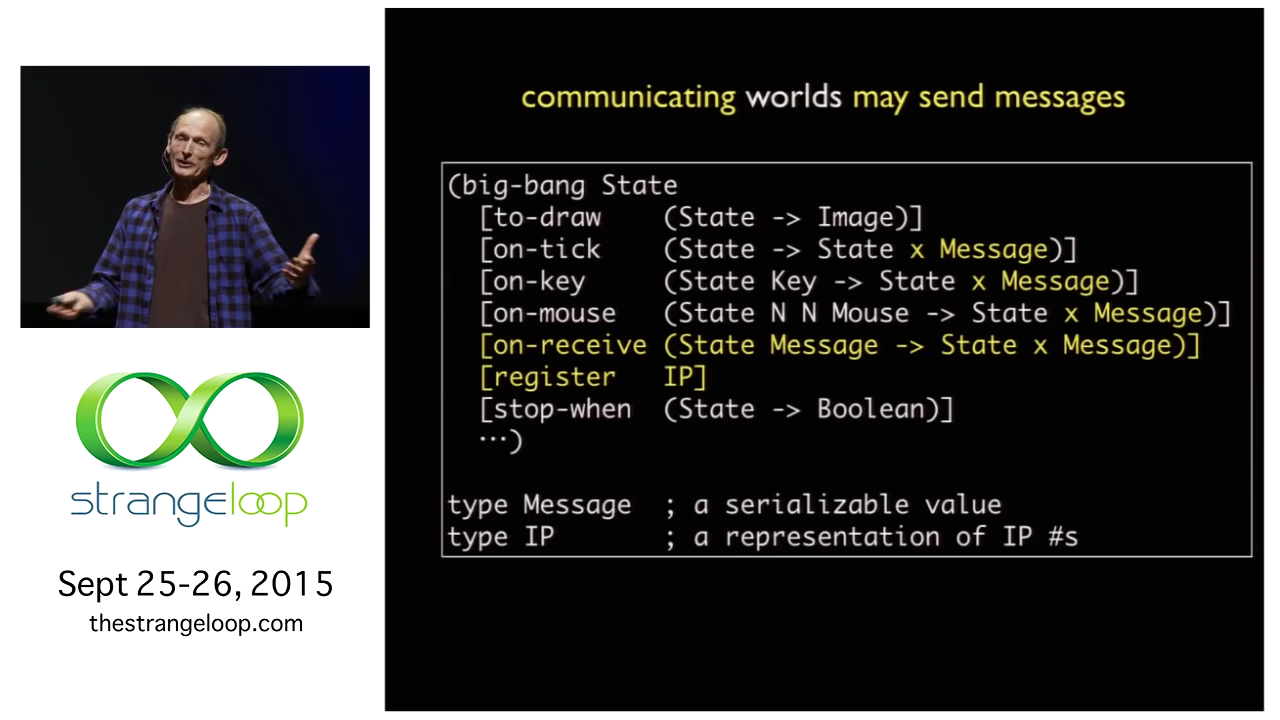 communicating worlds may send messages
(big-bang State
[to-draw (State -> Image)]
[on-tick (State -> State x Message)]
[on-key (State Key -> State x Message)]
[on-mouse (State N N Mouse -> State x Message)]
[on-receive (State Message -> State x Message)]
[register IP]
[stop-when (State -> Boolean)]
…)
type Message ; a serializable value
type IP ; a representation of IP #s
strangeloop
Sept 25-26, 2015
thestrangeloop.com